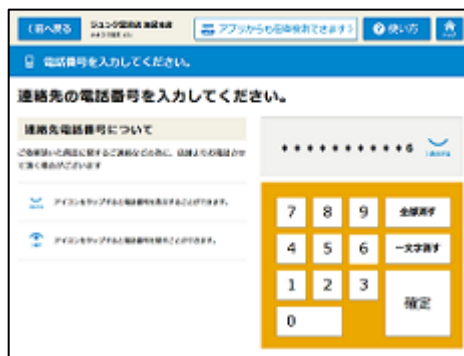 前へ戻る
アプリからも在庫検索できます
使い方
電話番号を入力してください。
連絡先の電話番号を入力してください。
連絡先電話番号について
アイコンをタップすると電話番号を表示することができます。
アイコンをタップすると電話番号を隠すことができます。
**********6
7 8 9 全部消す
4 5 6 一文字消す
1 2 3
0 確定